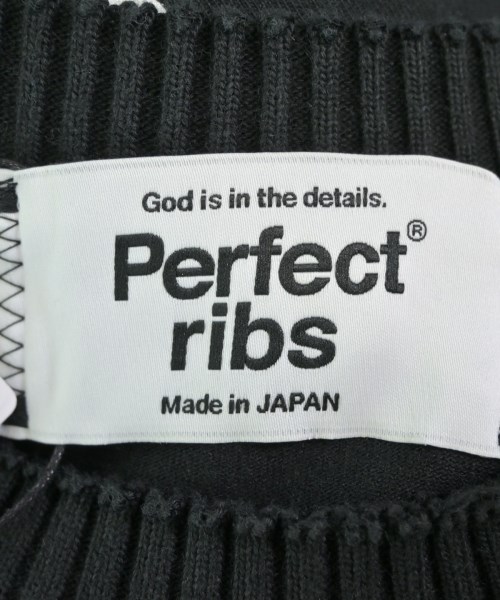 God is in the details.
Perfect®
ribs
Made in JAPAN